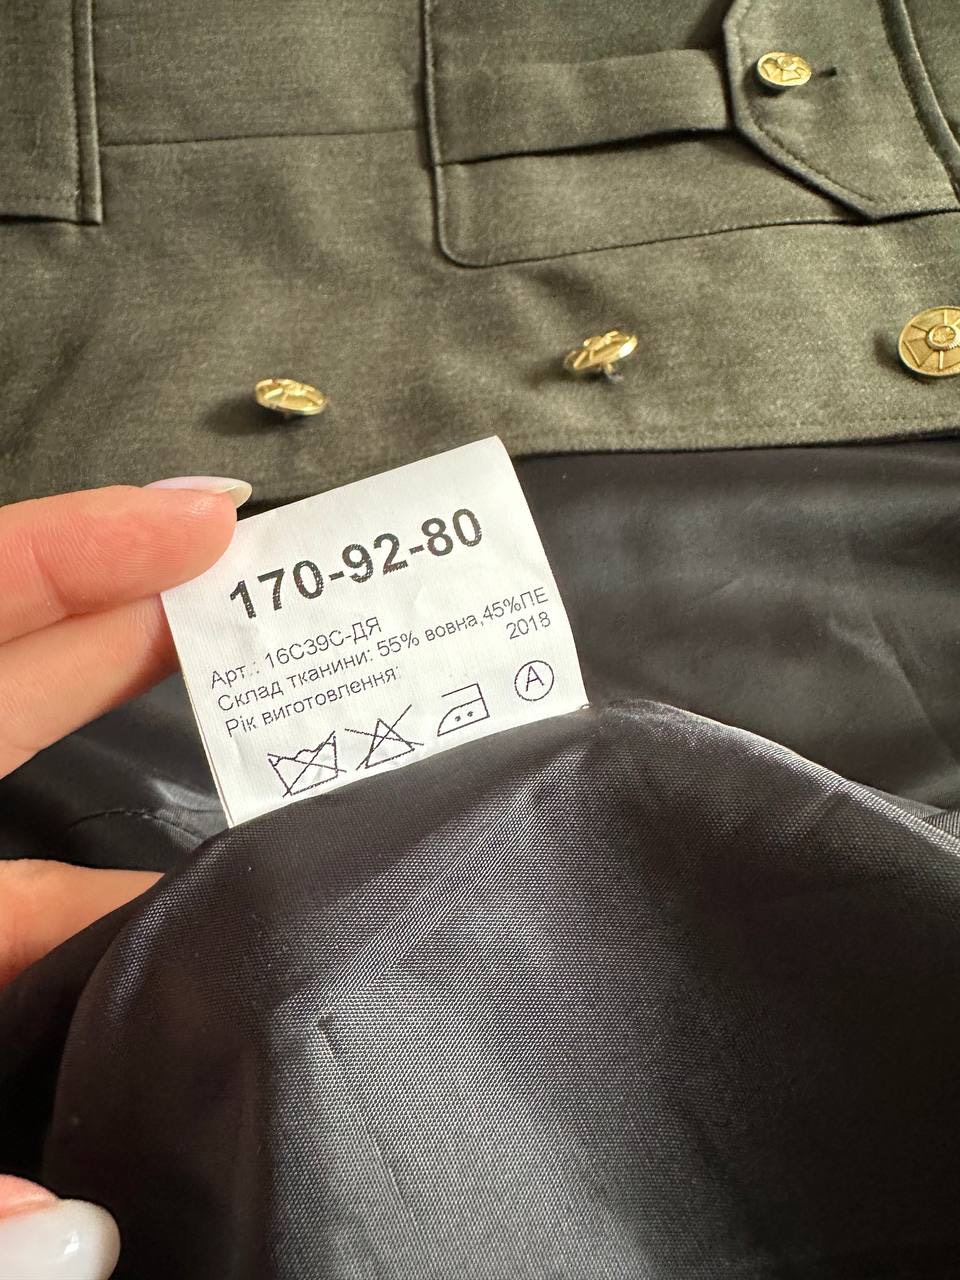 170-92-80
Арт.: 16С39С-ДЯ
Склад тканини: 55% вовна,45%ПЕ
Рік виготовлення: 2018
A